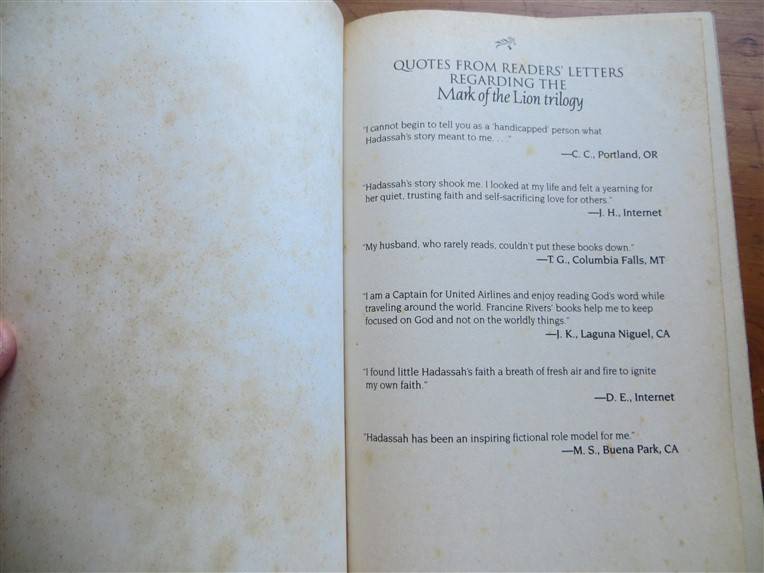 QUOTES FROM READERS' LETTERS
REGARDING THE
Mark of the Lion trilogy
"I cannot begin to tell you as a 'handicapped' person what
Hadassah's story meant to me. . . ."
—C. C., Portland, OR
"Hadassah's story shook me. I looked at my life and felt a yearning for
her quiet, trusting faith and self-sacrificing love for others."
—J. H., Internet
"My husband, who rarely reads, couldn't put these books down."
—T. G., Columbia Falls, MT
"I am a Captain for United Airlines and enjoy reading God's word while
traveling around the world. Francine Rivers' books help me to keep
focused on God and not on the worldly things."
—J. K., Laguna Niguel, CA
"I found little Hadassah's faith a breath of fresh air and fire to ignite
my own faith."
—D. E., Internet
"Hadassah has been an inspiring fictional role model for me."
—M. S., Buena Park, CA